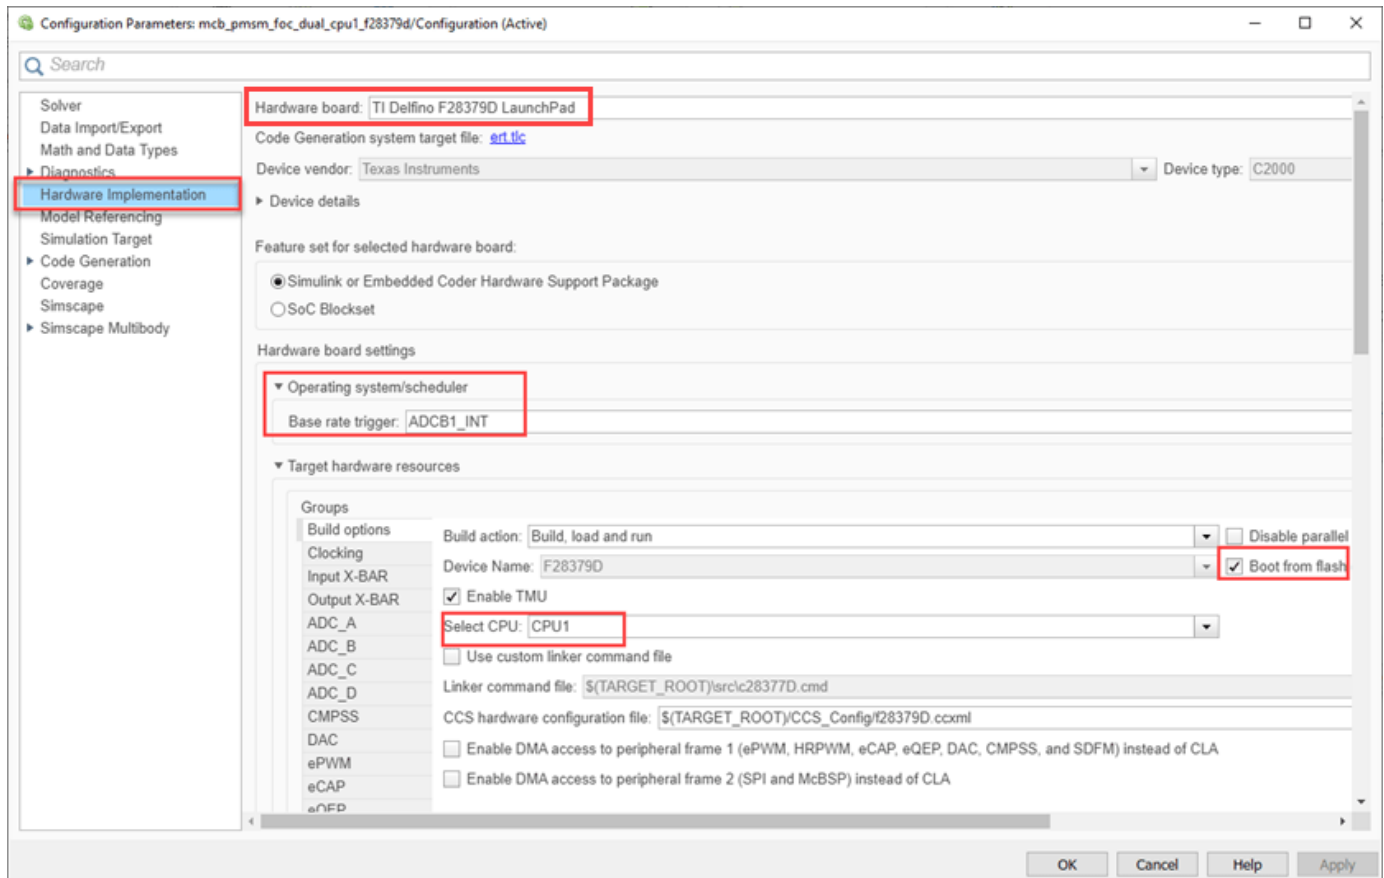 Configuration Parameters: mcb_pmsm_foc_dual_cpu1_f28379d/Configuration (Active)
Search
Solver
Data Import/Export
Math and Data Types
Diagnostics
Hardware Implementation
Model Referencing
Simulation Target
Code Generation
Coverage
Simscape
Simscape Multibody
Hardware board: TI Delfino F28379D LaunchPad
Code Generation system target file: ert.tlc
Device vendor: Texas Instruments Device type: C2000
Device details
Feature set for selected hardware board:
Simulink or Embedded Coder Hardware Support Package
SoC Blockset
Hardware board settings
Operating system/scheduler
Base rate trigger: ADCB1_INT
Target hardware resources
Groups
Build options
Clocking
Input X-BAR
Output X-BAR
ADC_A
ADC_B
ADC_C
ADC_D
CMPSS
DAC
ePWM
eCAP
eQEP
Build action: Build, load and run Disable parallel
Device Name: F28379D Boot from flash
Enable TMU
Select CPU: CPU1
Use custom linker command file
Linker command file: $(TARGET_ROOT)\src\c28377D.cmd
CCS hardware configuration file: $(TARGET_ROOT)/CCS_Config/f28379D.ccxml
Enable DMA access to peripheral frame 1 (ePWM, HRPWM, eCAP, eQEP, DAC, CMPSS, and SDFM) instead of CLA
Enable DMA access to peripheral frame 2 (SPI and McBSP) instead of CLA
OK Cancel Help Apply